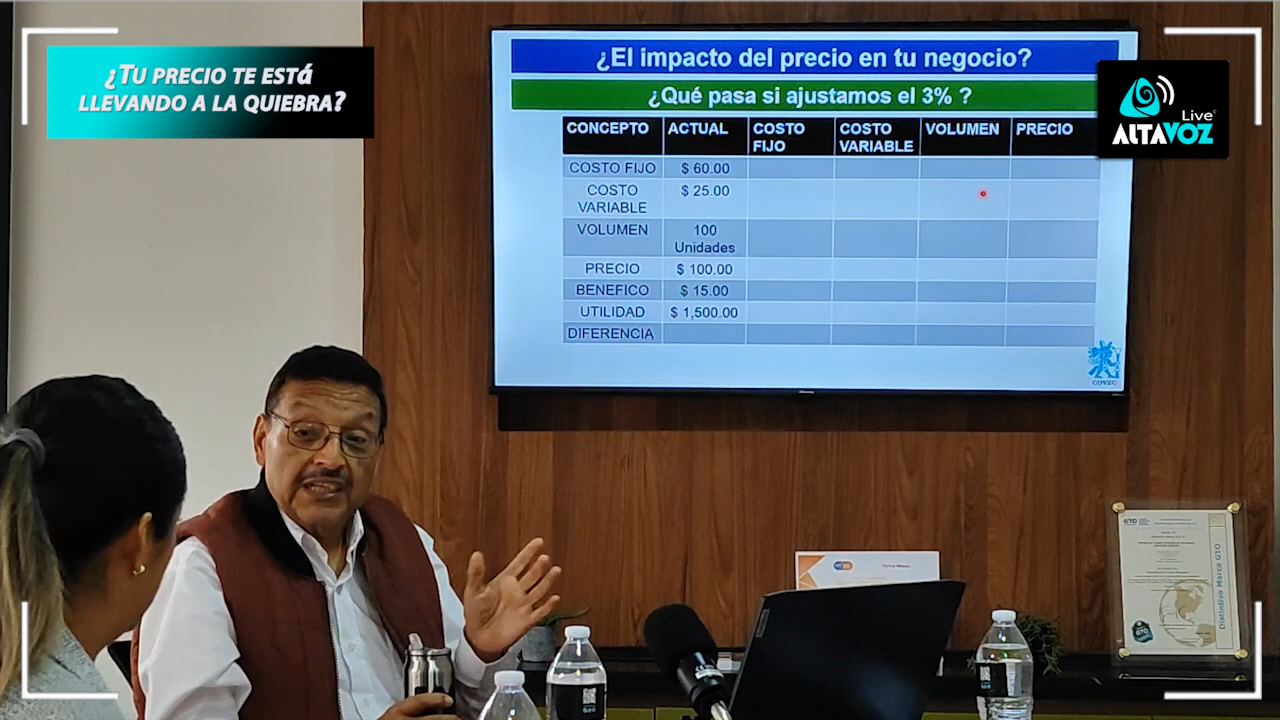 ¿TU PRECIO TE ESTá
LLEVANDO A LA QUIEBRA?
¿El impacto del precio en tu negocio?
¿Qué pasa si ajustamos el 3% ?
Live
ALTAVOZ
CONCEPTO ACTUAL COSTO FIJO COSTO VARIABLE VOLUMEN PRECIO
COSTO FIJO $ 60.00
COSTO VARIABLE $ 25.00
VOLUMEN 100 Unidades
PRECIO $ 100.00
BENEFICO $ 15.00
UTILIDAD $ 1,500.00
DIFERENCIA
GTO
Distintivo Marca GTO